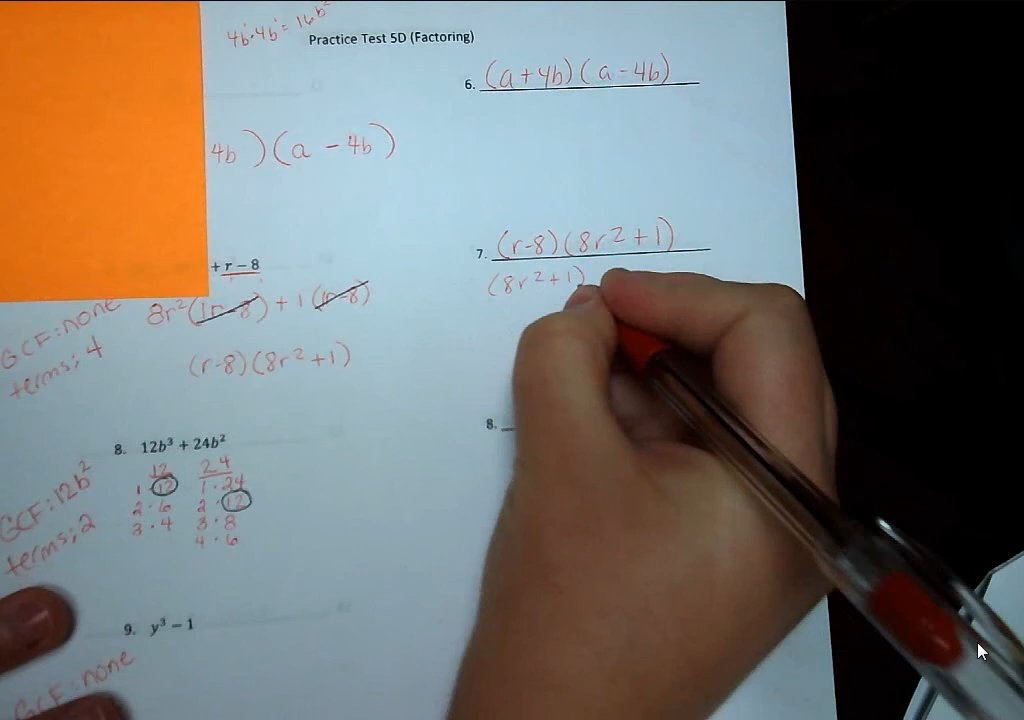 4b·4b = 16b²
Practice Test 5D (Factoring)
6. (a+4b)(a-4b)
4b)(a - 4b)
7. (r-8)(8r²+1)
(8r²+1)
+ r − 8
8r²(1r-8)+1(r-8)
GCF: none
terms: 4
(r-8)(8r²+1)
8.
8. 12b³ + 24b²
GCF: 12b²
terms: 2
12 24
1 · 12 1 · 24
2 · 6 2 · 12
3 · 4 3 · 8
4 · 6
9. y³ − 1
GCF: none